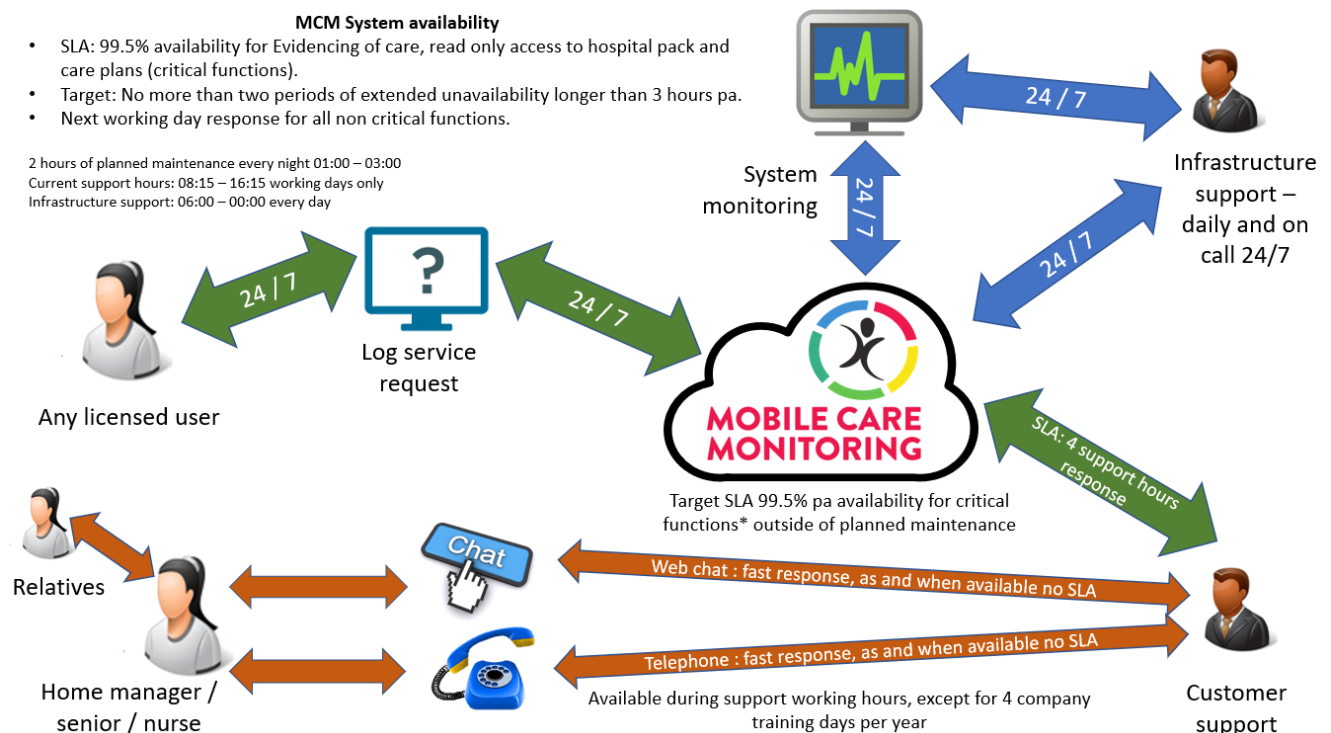 MCM System availability
• SLA: 99.5% availability for Evidencing of care, read only access to hospital pack and
care plans (critical functions).
• Target: No more than two periods of extended unavailability longer than 3 hours pa.
• Next working day response for all non critical functions.
2 hours of planned maintenance every night 01:00 – 03:00
Current support hours: 08:15 – 16:15 working days only
Infrastructure support: 06:00 – 00:00 every day
System
monitoring
24 / 7
24 / 7
24 / 7
Infrastructure
support –
daily and on
call 24/7
24 / 7
?
24 / 7
Log service
request
Any licensed user
MOBILE CARE
MONITORING
Target SLA 99.5% pa availability for critical
functions* outside of planned maintenance
SLA: 4 support hours
response
Relatives
Home manager /
senior / nurse
Chat
Web chat : fast response, as and when available no SLA
Telephone : fast response, as and when available no SLA
Available during support working hours, except for 4 company
training days per year
Customer
support